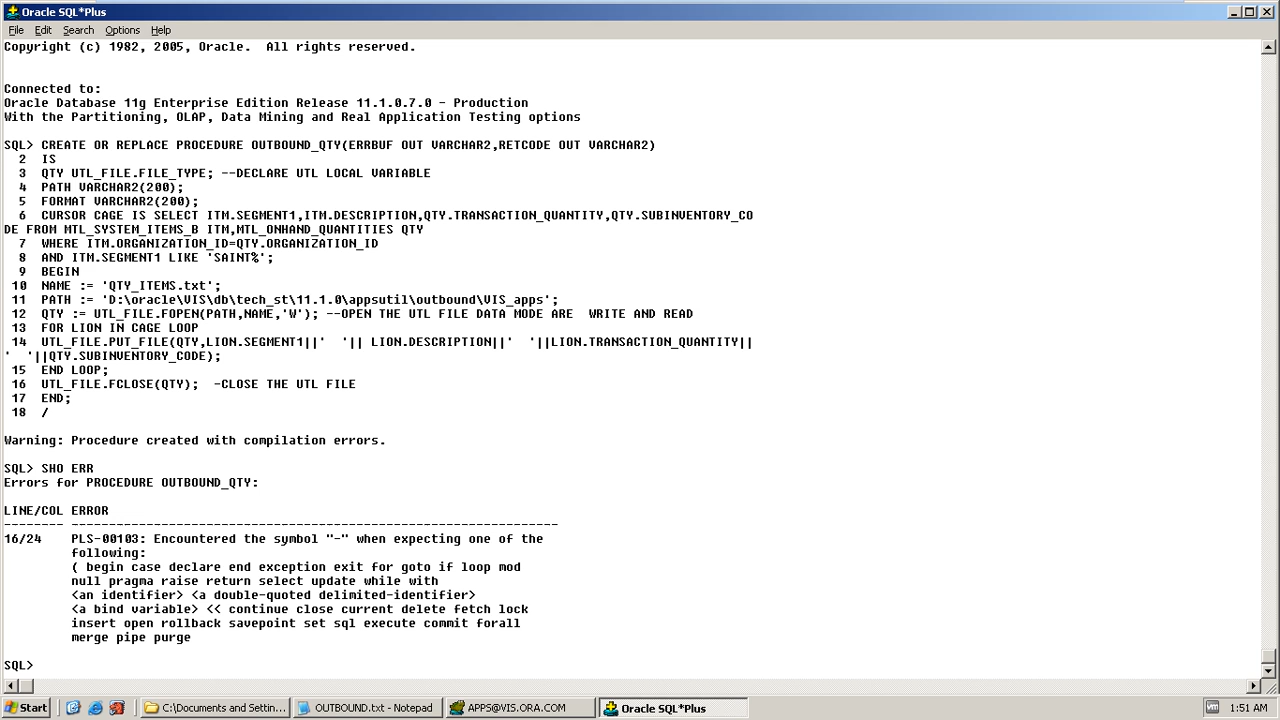 Oracle SQL*Plus
File Edit Search Options Help
Copyright (c) 1982, 2005, Oracle.  All rights reserved.
Connected to:
Oracle Database 11g Enterprise Edition Release 11.1.0.7.0 - Production
With the Partitioning, OLAP, Data Mining and Real Application Testing options
SQL> CREATE OR REPLACE PROCEDURE OUTBOUND_QTY(ERRBUF OUT VARCHAR2,RETCODE OUT VARCHAR2)
  2  IS
  3  QTY UTL_FILE.FILE_TYPE; --DECLARE UTL LOCAL VARIABLE
  4  PATH VARCHAR2(200);
  5  FORMAT VARCHAR2(200);
  6  CURSOR CAGE IS SELECT ITM.SEGMENT1,ITM.DESCRIPTION,QTY.TRANSACTION_QUANTITY,QTY.SUBINVENTORY_CO
DE FROM MTL_SYSTEM_ITEMS_B ITM,MTL_ONHAND_QUANTITIES QTY
  7  WHERE ITM.ORGANIZATION_ID=QTY.ORGANIZATION_ID
  8  AND ITM.SEGMENT1 LIKE 'SAINT%';
  9  BEGIN
 10  NAME := 'QTY_ITEMS.txt';
 11  PATH := 'D:\oracle\VIS\db\tech_st\11.1.0\appsutil\outbound\VIS_apps';
 12  QTY := UTL_FILE.FOPEN(PATH,NAME,'W'); --OPEN THE UTL FILE DATA MODE ARE  WRITE AND READ
 13  FOR LION IN CAGE LOOP
 14  UTL_FILE.PUT_FILE(QTY,LION.SEGMENT1||'  '|| LION.DESCRIPTION||'  '||LION.TRANSACTION_QUANTITY||
'  '||QTY.SUBINVENTORY_CODE);
 15  END LOOP;
 16  UTL_FILE.FCLOSE(QTY);  -CLOSE THE UTL FILE
 17  END;
 18  /
Warning: Procedure created with compilation errors.
SQL> SHO ERR
Errors for PROCEDURE OUTBOUND_QTY:
LINE/COL ERROR
-------- -----------------------------------------------------------------
16/24    PLS-00103: Encountered the symbol "-" when expecting one of the
         following:
         ( begin case declare end exception exit for goto if loop mod
         null pragma raise return select update while with
         <an identifier> <a double-quoted delimited-identifier>
         <a bind variable> << continue close current delete fetch lock
         insert open rollback savepoint set sql execute commit forall
         merge pipe purge
SQL>
Start C:\Documents and Settin... OUTBOUND.txt - Notepad APPS@VIS.ORA.COM Oracle SQL*Plus vm 1:51 AM